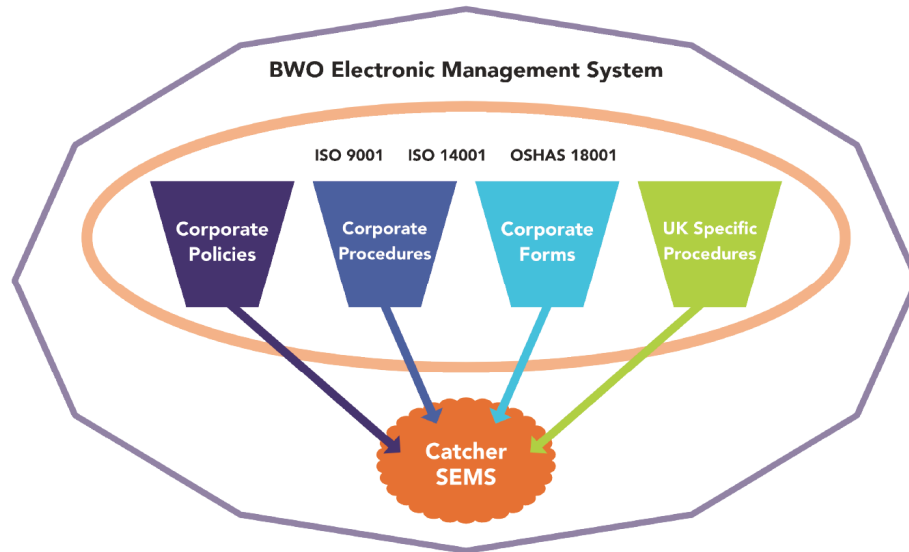 BWO Electronic Management System
ISO 9001 ISO 14001 OSHAS 18001
Corporate
Policies
Corporate
Procedures
Corporate
Forms
UK Specific
Procedures
Catcher
SEMS